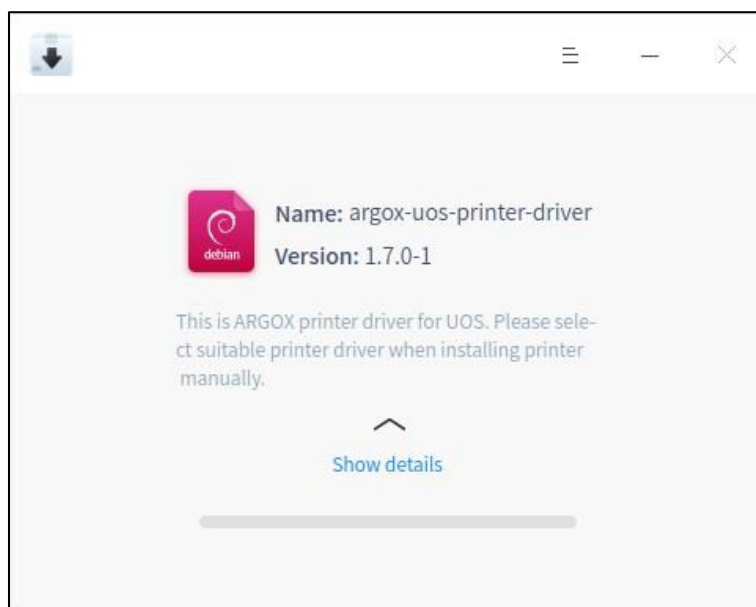 debian
Name: argox-uos-printer-driver
Version: 1.7.0-1
This is ARGOX printer driver for UOS. Please sele-
ct suitable printer driver when installing printer
manually.
Show details